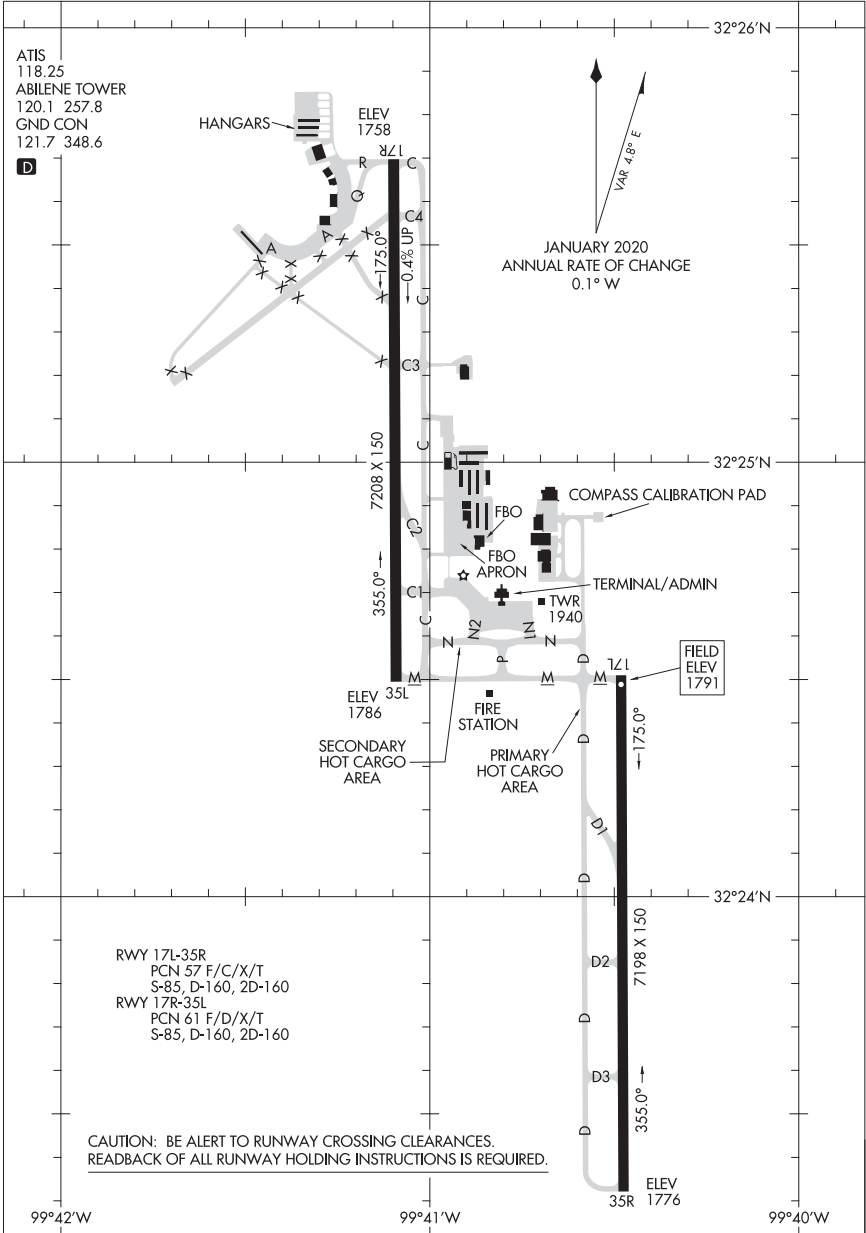 32°26'N
ATIS
118.25
ABILENE TOWER
120.1 257.8
GND CON
121.7 348.6
D
HANGARS
ELEV
1758
17R
R
C
Q
C4
A
A
175.0°
0.4% UP
VAR 4.8° E
JANUARY 2020
ANNUAL RATE OF CHANGE
0.1° W
X
X
X
X
X
X
X
X
X
X
X
X
X
X
C
C3
C
7208 X 150
32°25'N
COMPASS CALIBRATION PAD
FBO
C2
FBO
APRON
TERMINAL/ADMIN
355.0°
C1
TWR
1940
C
N2
N1
N
N
P
D
17L
FIELD
ELEV
1791
M
M
M
ELEV
1786
35L
FIRE
STATION
SECONDARY
HOT CARGO
AREA
PRIMARY
HOT CARGO
AREA
D
175.0°
D1
D
32°24'N
7198 X 150
RWY 17L-35R
PCN 57 F/C/X/T
S-85, D-160, 2D-160
RWY 17R-35L
PCN 61 F/D/X/T
S-85, D-160, 2D-160
D2
D
D3
355.0°
D
CAUTION: BE ALERT TO RUNWAY CROSSING CLEARANCES.
READBACK OF ALL RUNWAY HOLDING INSTRUCTIONS IS REQUIRED.
35R
ELEV
1776
99°42'W
99°41'W
99°40'W